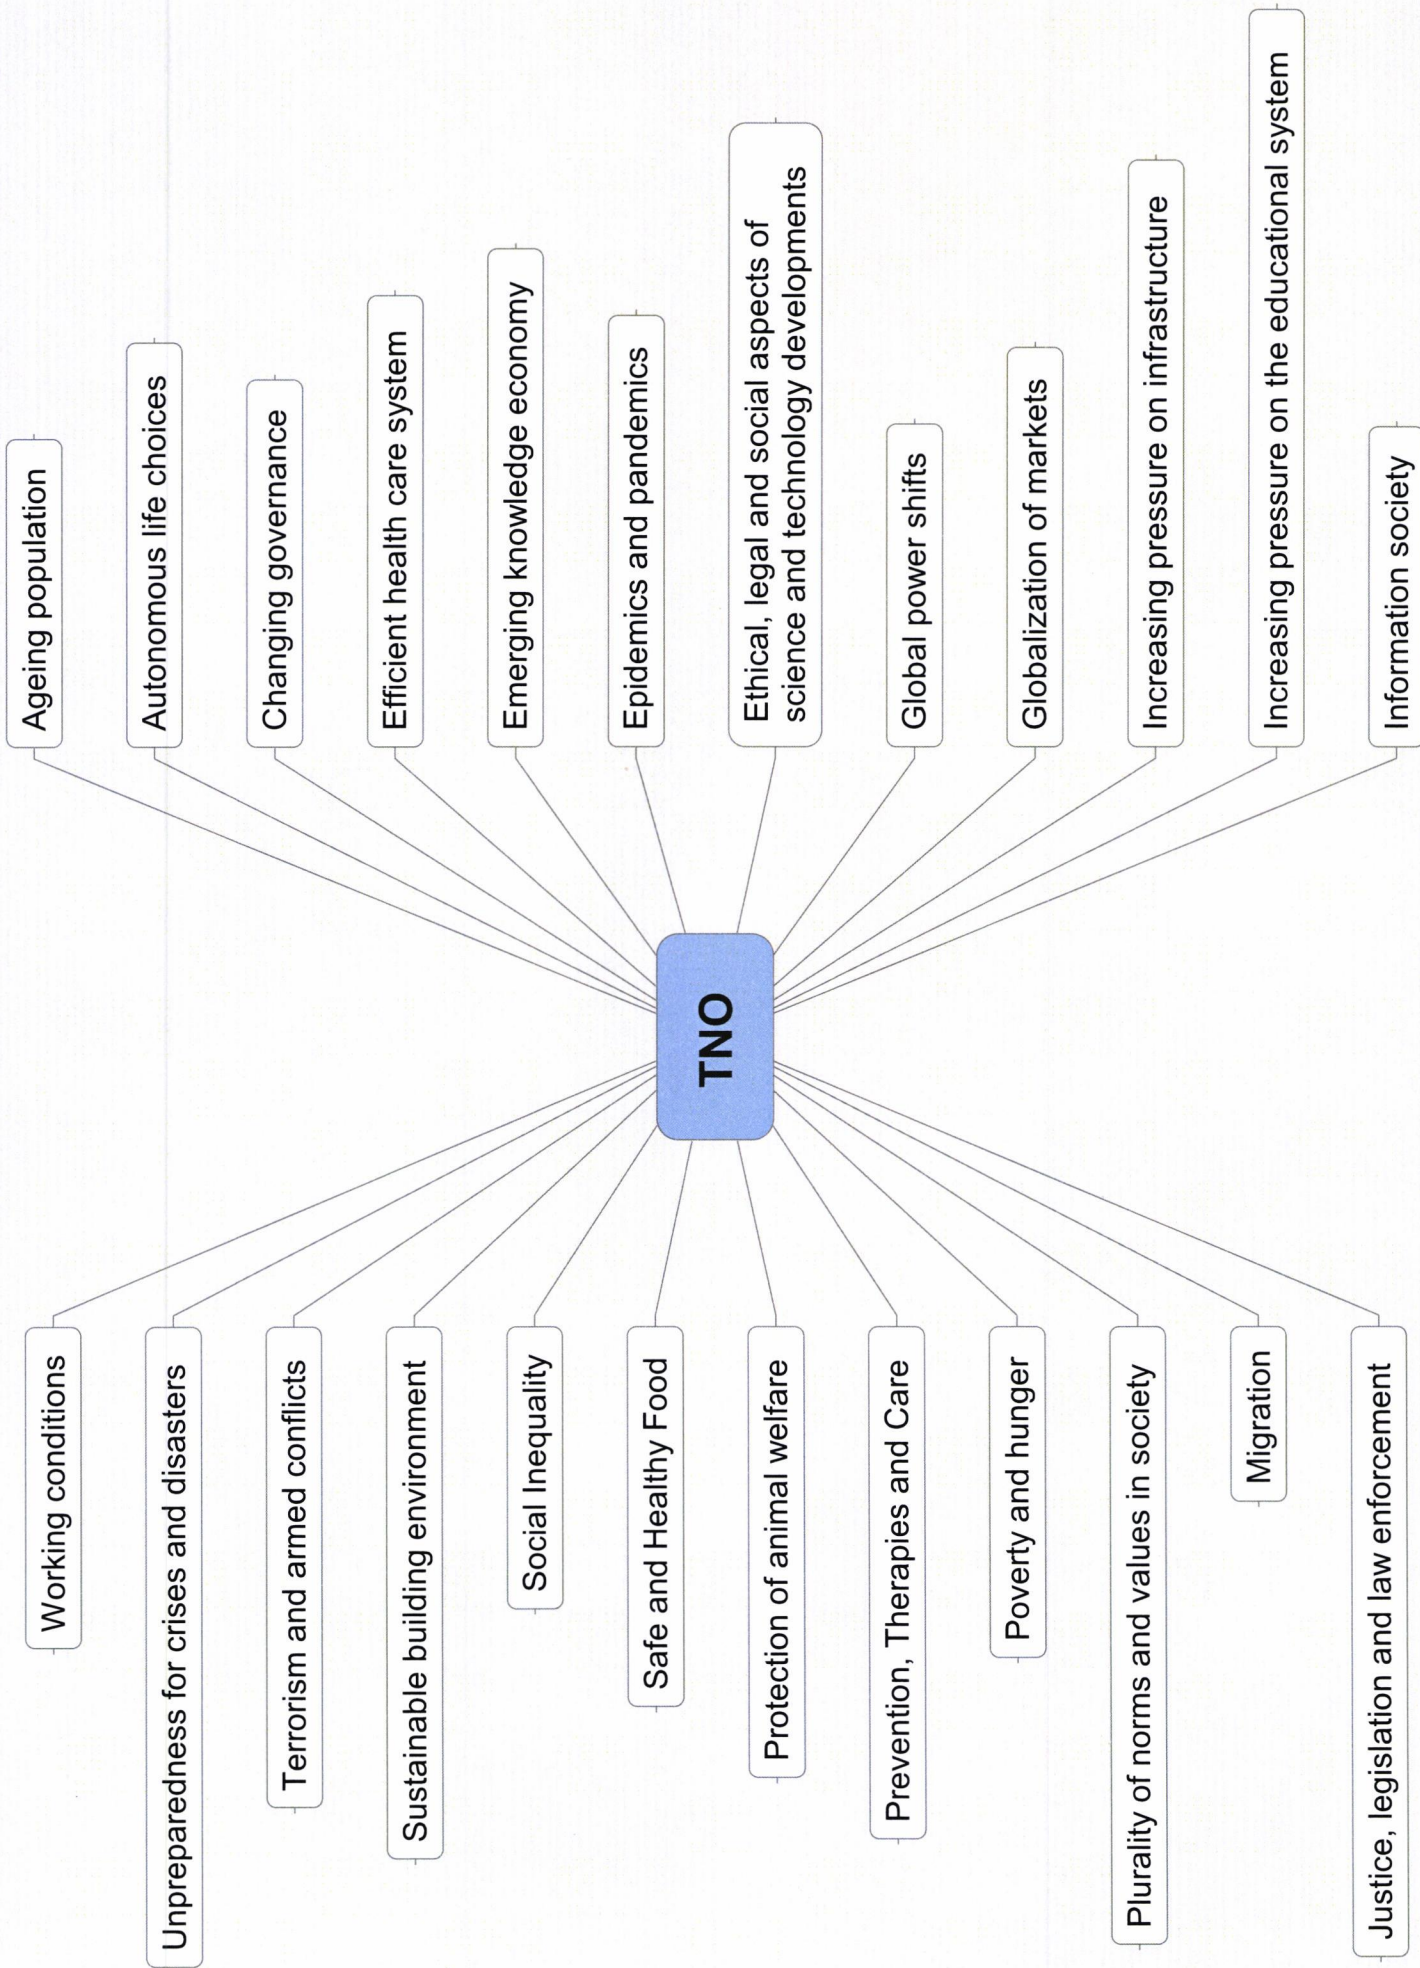 TNO
Ageing population
Autonomous life choices
Changing governance
Efficient health care system
Emerging knowledge economy
Epidemics and pandemics
Ethical, legal and social aspects of
science and technology developments
Global power shifts
Globalization of markets
Increasing pressure on infrastructure
Increasing pressure on the educational system
Information society
Working conditions
Unpreparedness for crises and disasters
Terrorism and armed conflicts
Sustainable building environment
Social Inequality
Safe and Healthy Food
Protection of animal welfare
Prevention, Therapies and Care
Poverty and hunger
Plurality of norms and values in society
Migration
Justice, legislation and law enforcement